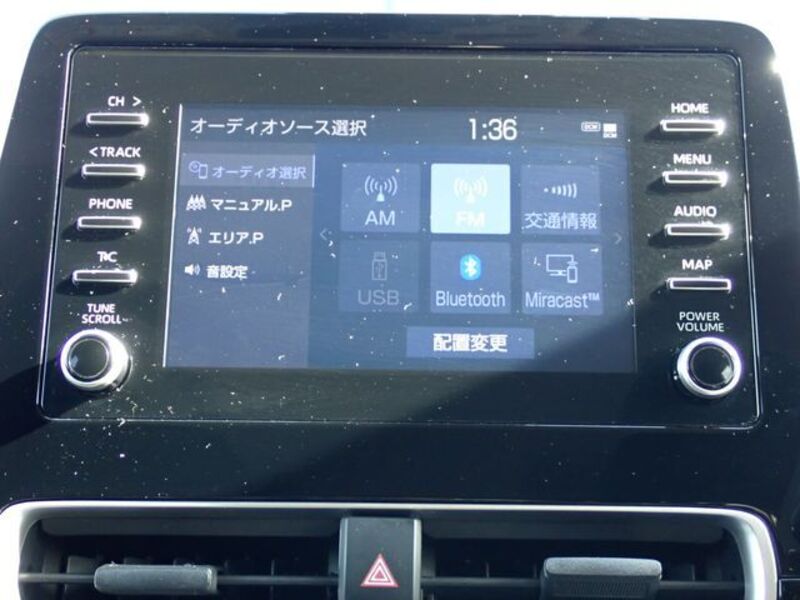 CH >
< TRACK
PHONE
T・C
TUNE
SCROLL
オーディオソース選択
1:36
DCM
DCM
オーディオ選択
マニュアル.P
エリア.P
音設定
AM
FM
交通情報
USB
Bluetooth
Miracast™
配置変更
HOME
MENU
AUDIO
MAP
POWER
VOLUME